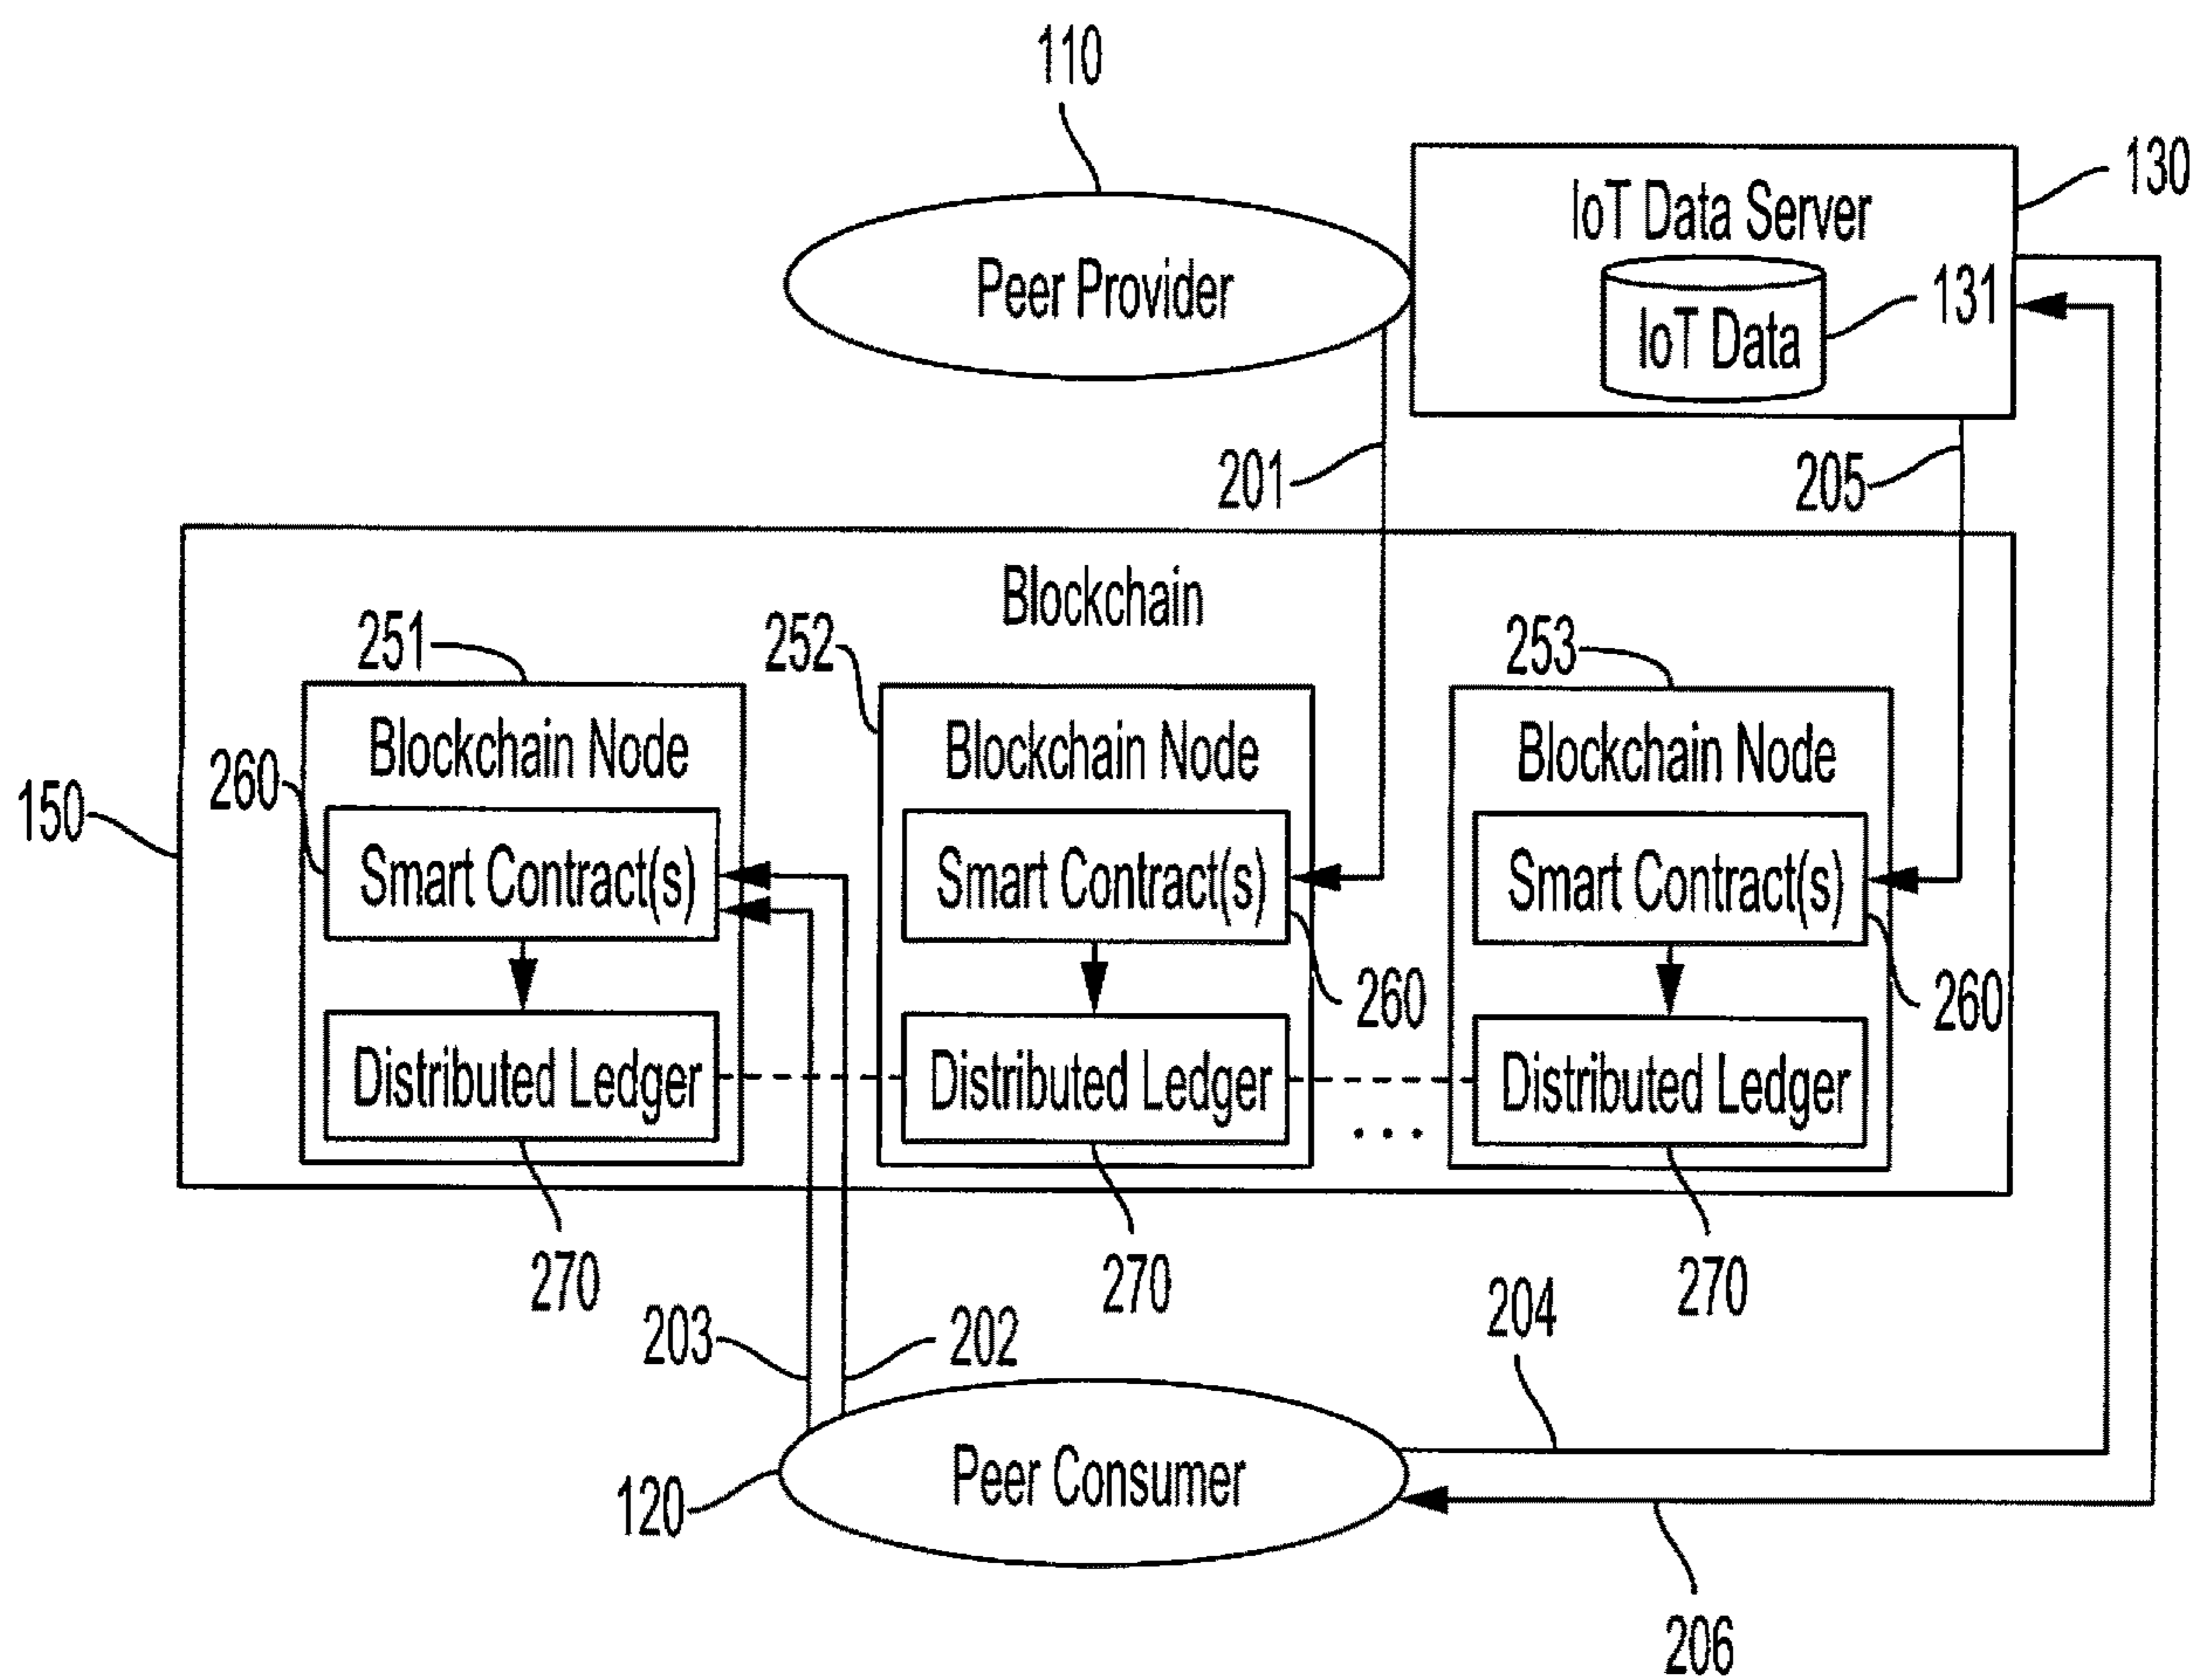 110
130
IoT Data Server
Peer Provider
131
IoT Data
201
205
Blockchain
251
252
253
Blockchain Node
Blockchain Node
Blockchain Node
260
150
Smart Contract(s)
Smart Contract(s)
Smart Contract(s)
260
260
Distributed Ledger
Distributed Ledger
Distributed Ledger
...
270
270
270
203
202
204
Peer Consumer
120
206